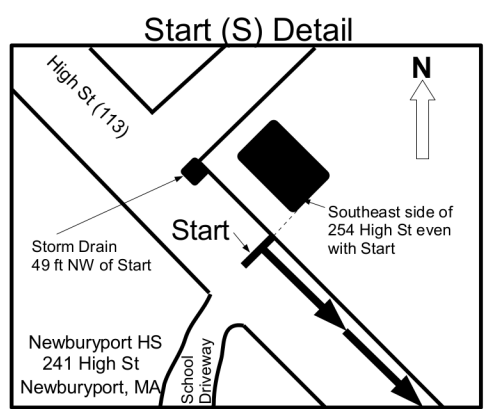 Start (S) Detail
High St (113)
N
Southeast side of
254 High St even
with Start
Start
Storm Drain
49 ft NW of Start
Newburyport HS
241 High St
Newburyport, MA
School
Driveway